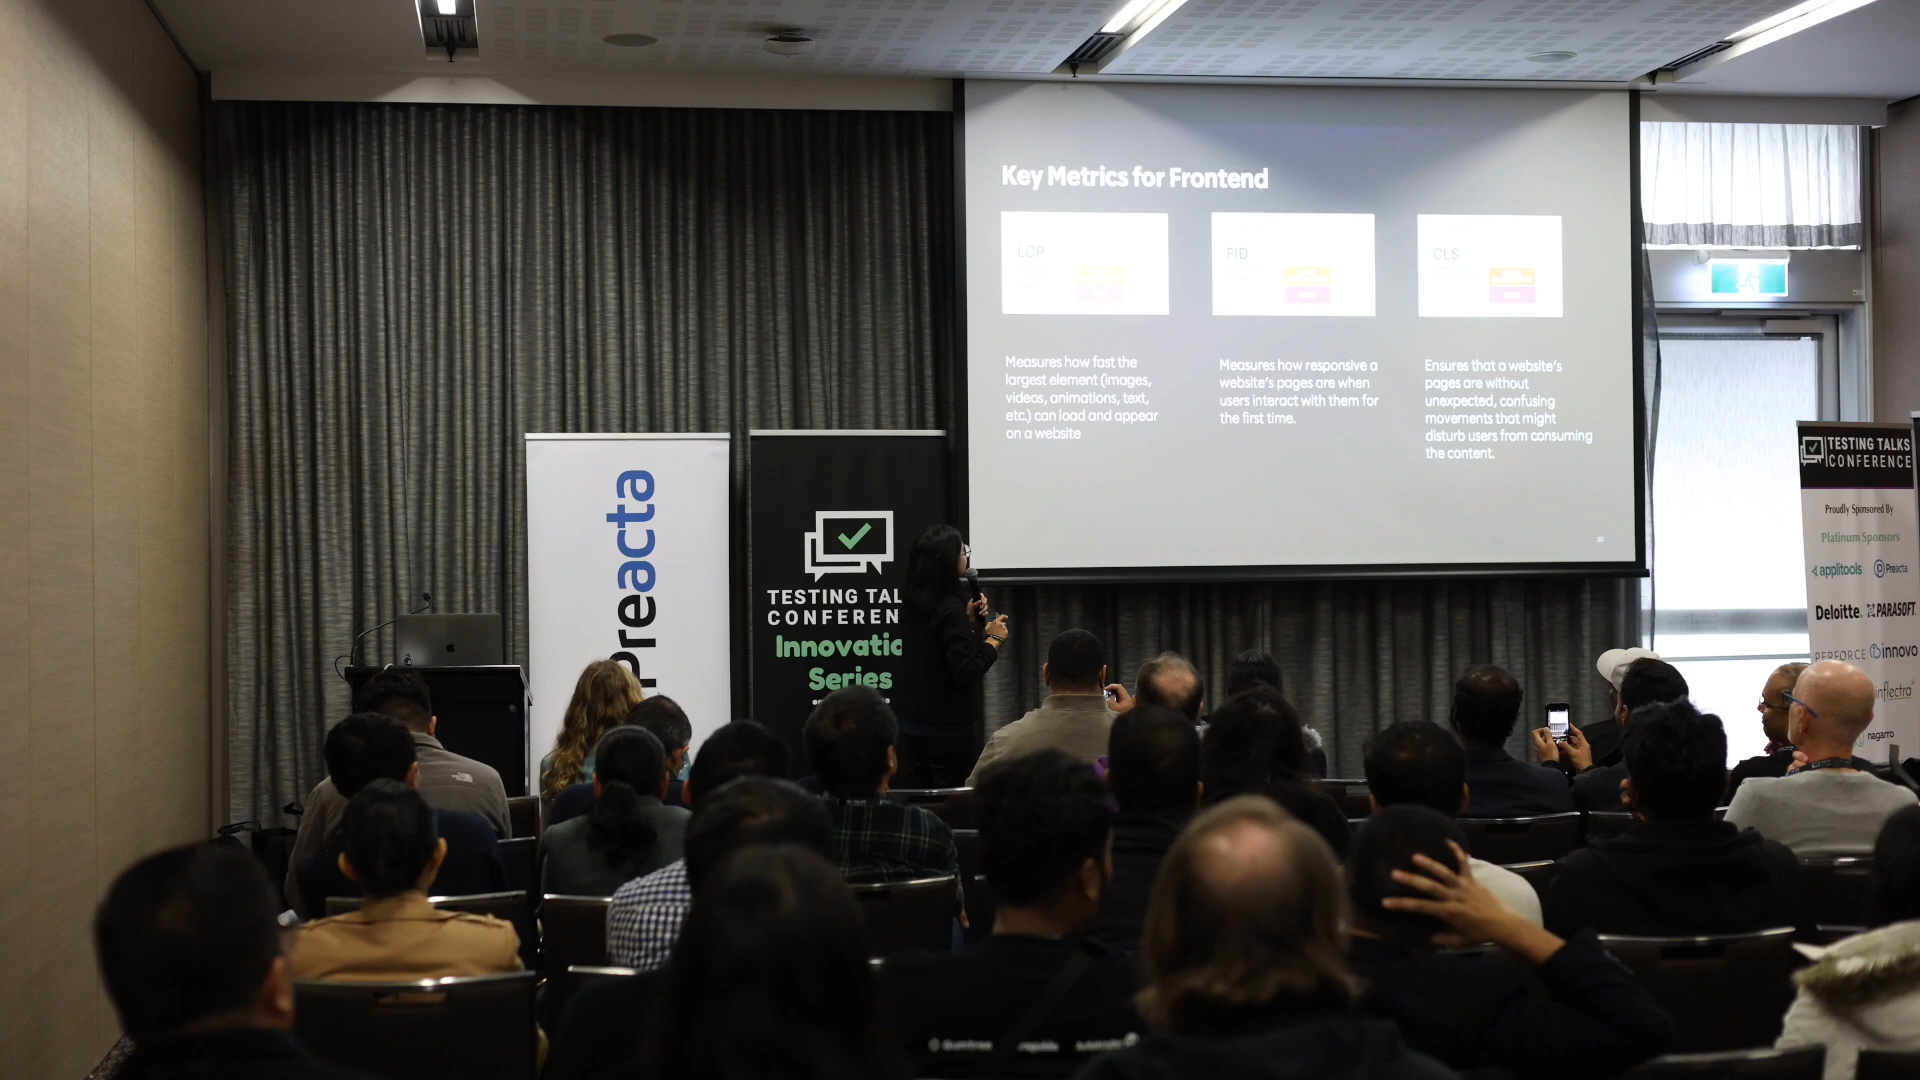 Key Metrics for Frontend
LCP
FID
CLS
Measures how fast the
largest element (images,
videos, animations, text,
etc.) can load and appear
on a website
Measures how responsive a
website's pages are when
users interact with them for
the first time.
Ensures that a website's
pages are without
unexpected, confusing
movements that might
disturb users from consuming
the content.
20
Preacta
TESTING TAL
CONFEREN
Innovatio
Series
TESTING TALKS
CONFERENCE
Proudly Sponsored By
Platinum Sponsors
applitools
Preacta
Deloitte.
PARASOFT
PERFORCE
innovo
inflectra
nagarro